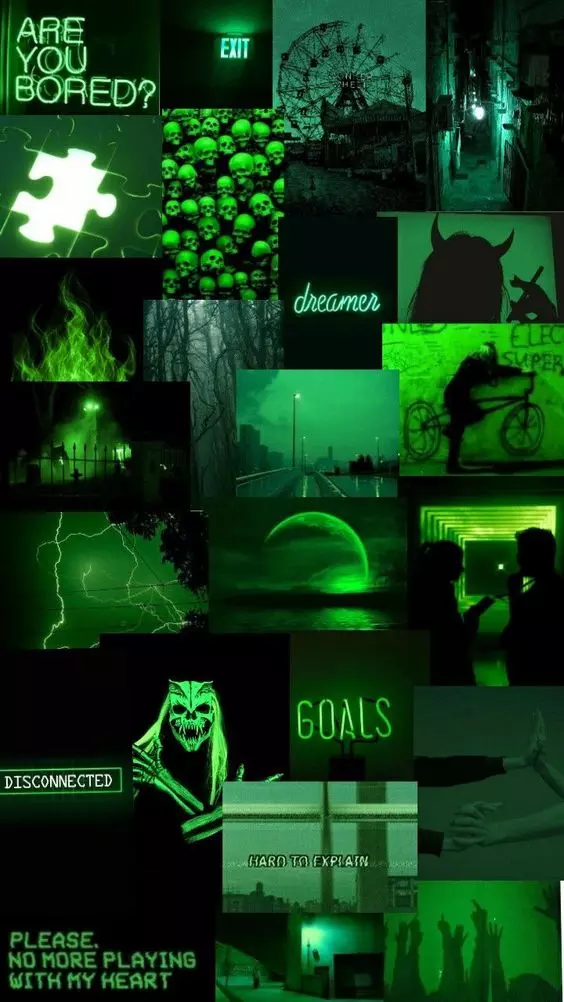 ARE
YOU
BORED?
EXIT
dreamer
ELEC
SUPER
GOALS
DISCONNECTED
HARD TO EXPLAIN
PLEASE.
NO MORE PLAYING
WITH MY HEART